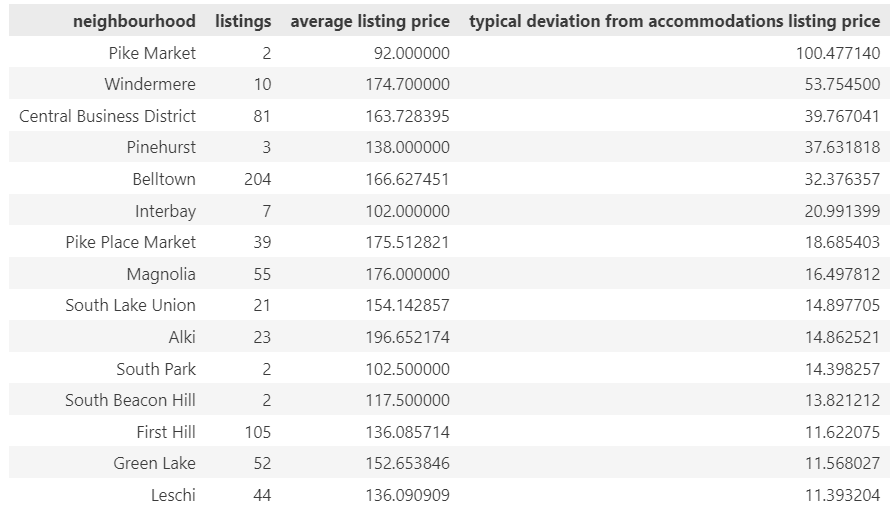 neighbourhood listings average listing price typical deviation from accommodations listing price
Pike Market 2 92.000000 100.477140
Windermere 10 174.700000 53.754500
Central Business District 81 163.728395 39.767041
Pinehurst 3 138.000000 37.631818
Belltown 204 166.627451 32.376357
Interbay 7 102.000000 20.991399
Pike Place Market 39 175.512821 18.685403
Magnolia 55 176.000000 16.497812
South Lake Union 21 154.142857 14.897705
Alki 23 196.652174 14.862521
South Park 2 102.500000 14.398257
South Beacon Hill 2 117.500000 13.821212
First Hill 105 136.085714 11.622075
Green Lake 52 152.653846 11.568027
Leschi 44 136.090909 11.393204